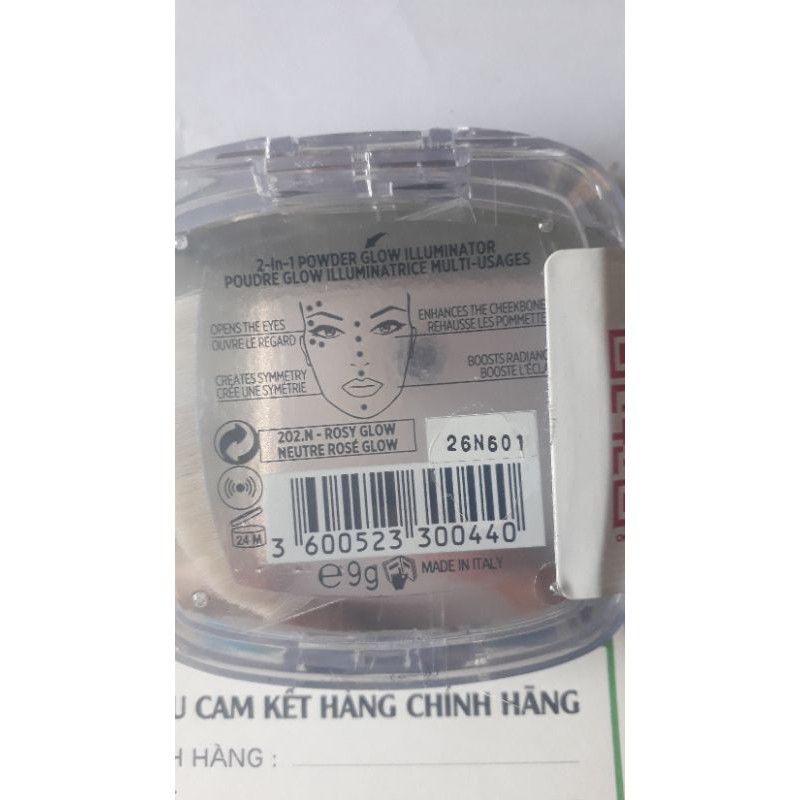 2-in-1 POWDER GLOW ILLUMINATOR
POUDRE GLOW ILLUMINATRICE MULTI-USAGES
OPENS THE EYES
OUVRE LE REGARD
ENHANCES THE CHEEKBONE
REHAUSSE LES POMMETTE
CREATES SYMMETRY
CRÉE UNE SYMÉTRIE
BOOSTS RADIANC
BOOSTE L'ÉCLA
202.N - ROSY GLOW
NEUTRE ROSÉ GLOW
26N601
24 M
3 600523 300440
e 9g
MADE IN ITALY
U CAM KẾT HÀNG CHÍNH HÃNG
H HÀNG :